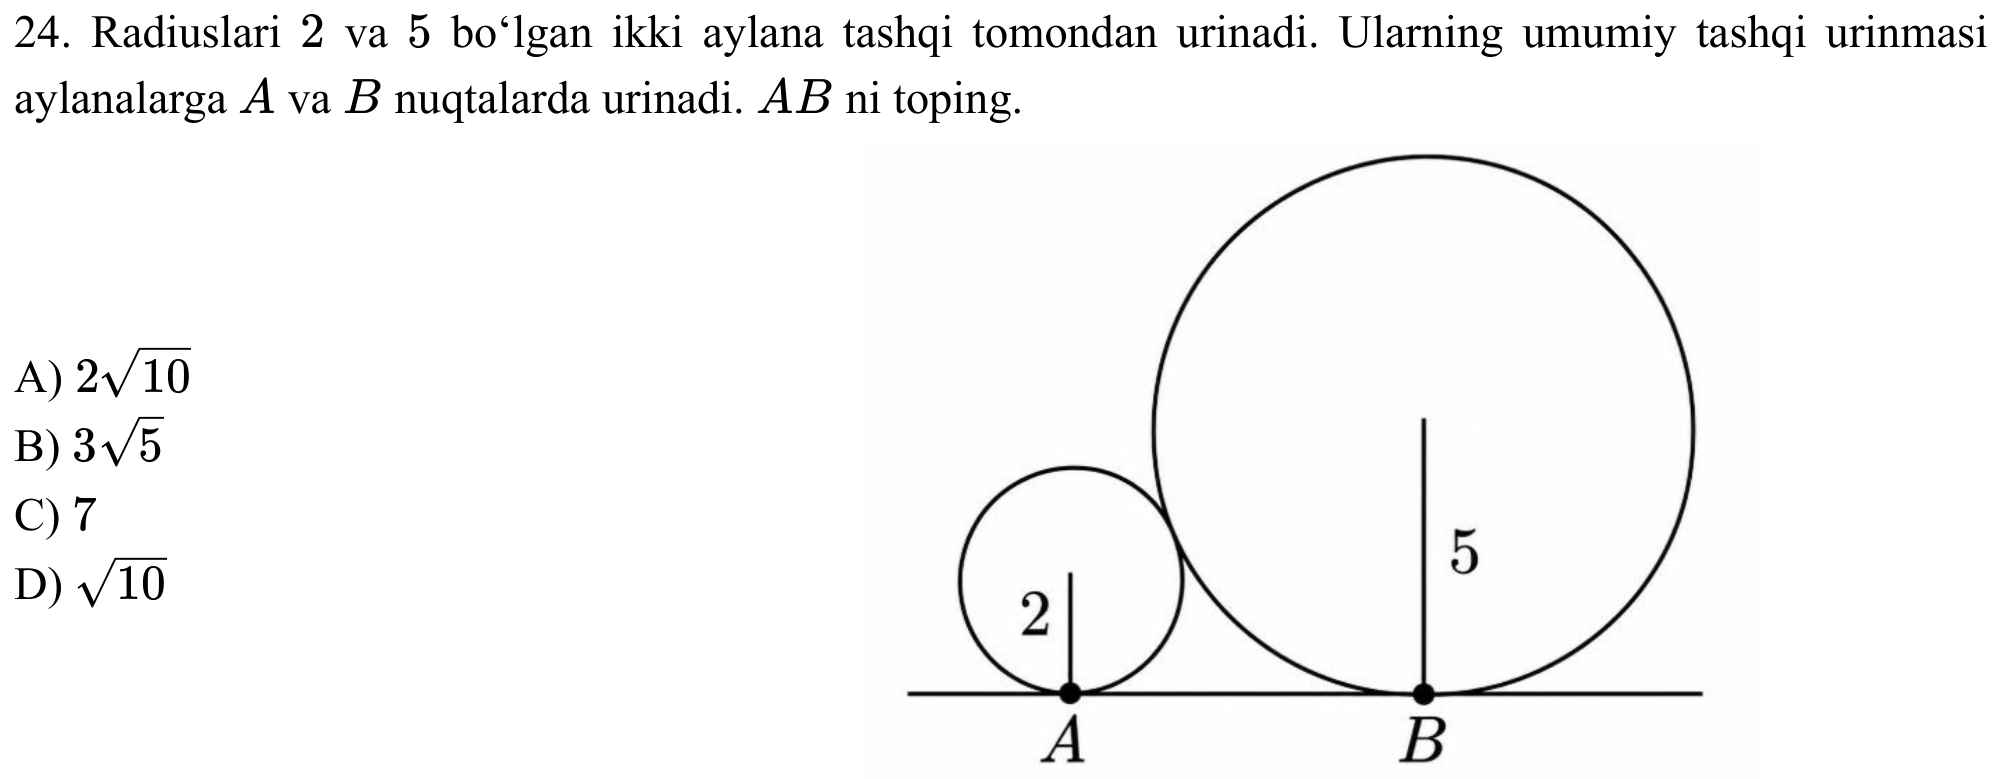 24. Radiuslari 2 va 5 bo‘lgan ikki aylana tashqi tomondan urinadi. Ularning umumiy tashqi urinmasi
aylanalarga A va B nuqtalarda urinadi. AB ni toping.
A) 2√10
B) 3√5
C) 7
D) √10
2
5
A
B